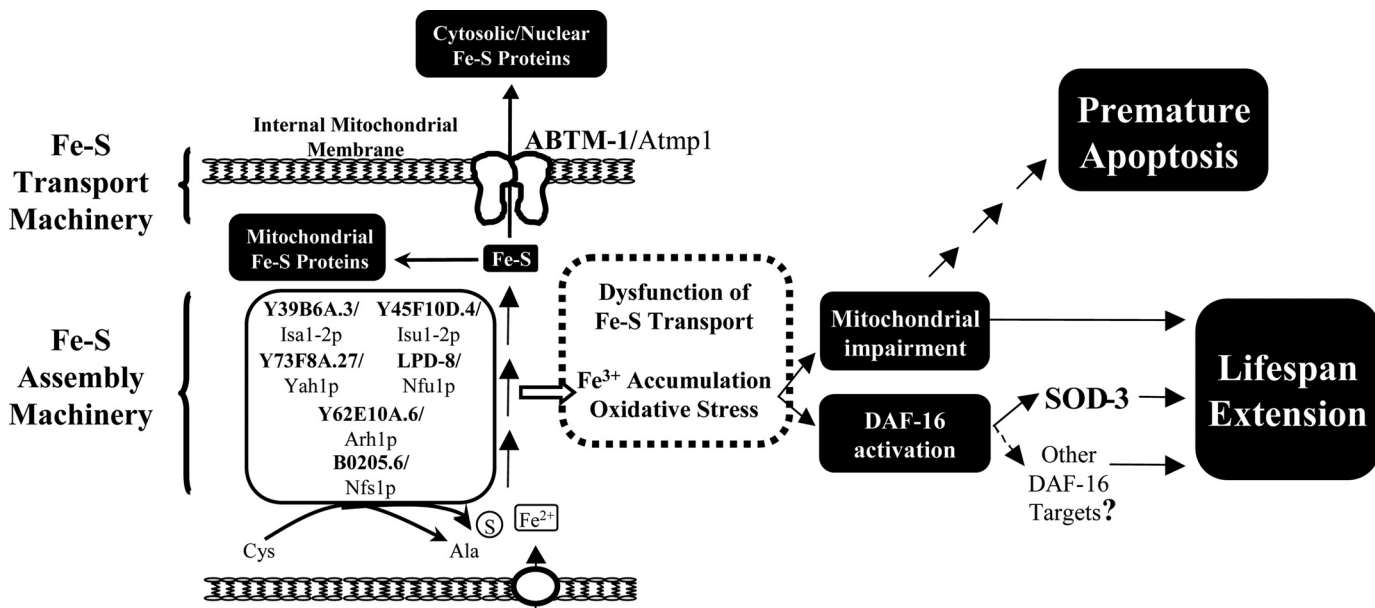 Cytosolic/Nuclear
Fe-S Proteins
Internal Mitochondrial
Membrane
ABTM-1/Atmp1
Fe-S
Transport
Machinery
Mitochondrial
Fe-S Proteins
Fe-S
Fe-S
Assembly
Machinery
Y39B6A.3/ Y45F10D.4/
Isa1-2p Isu1-2p
Y73F8A.27/ LPD-8/
Yah1p Nfu1p
Y62E10A.6/
Arh1p
B0205.6/
Nfs1p
Cys
Ala
S
Fe²⁺
Dysfunction of
Fe-S Transport
Fe³⁺ Accumulation
Oxidative Stress
Mitochondrial
impairment
DAF-16
activation
Premature
Apoptosis
SOD-3
Other
DAF-16
Targets?
Lifespan
Extension